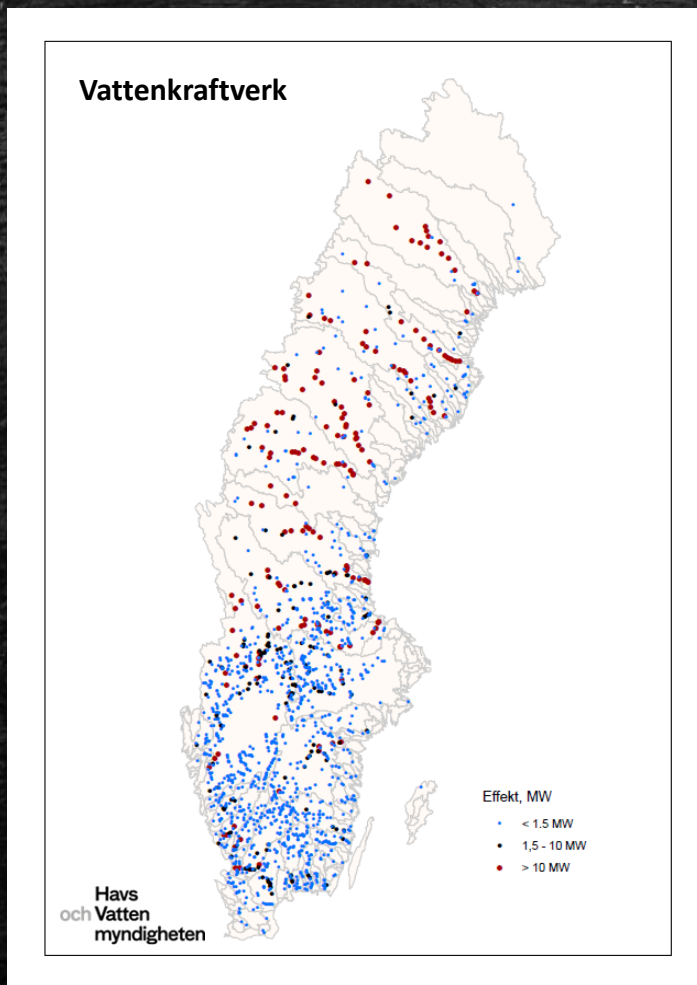 Vattenkraftverk
Effekt, MW
< 1.5 MW
1,5 - 10 MW
> 10 MW
Havs
och Vatten
myndigheten